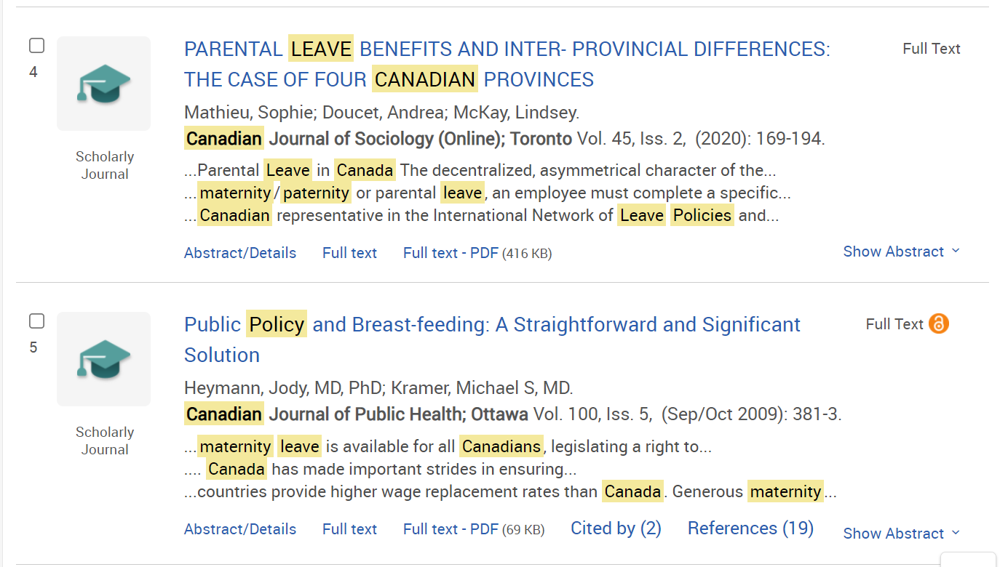 4
Scholarly
Journal
PARENTAL LEAVE BENEFITS AND INTER- PROVINCIAL DIFFERENCES:
THE CASE OF FOUR CANADIAN PROVINCES
Full Text
Mathieu, Sophie; Doucet, Andrea; McKay, Lindsey.
Canadian Journal of Sociology (Online); Toronto Vol. 45, Iss. 2, (2020): 169-194.
...Parental Leave in Canada The decentralized, asymmetrical character of the...
...maternity/paternity or parental leave, an employee must complete a specific...
...Canadian representative in the International Network of Leave Policies and...
Abstract/Details Full text Full text - PDF (416 KB) Show Abstract
5
Scholarly
Journal
Public Policy and Breast-feeding: A Straightforward and Significant
Solution
Full Text
Heymann, Jody, MD, PhD; Kramer, Michael S, MD.
Canadian Journal of Public Health; Ottawa Vol. 100, Iss. 5, (Sep/Oct 2009): 381-3.
...maternity leave is available for all Canadians, legislating a right to...
.... Canada has made important strides in ensuring...
...countries provide higher wage replacement rates than Canada. Generous maternity...
Abstract/Details Full text Full text - PDF (69 KB) Cited by (2) References (19) Show Abstract